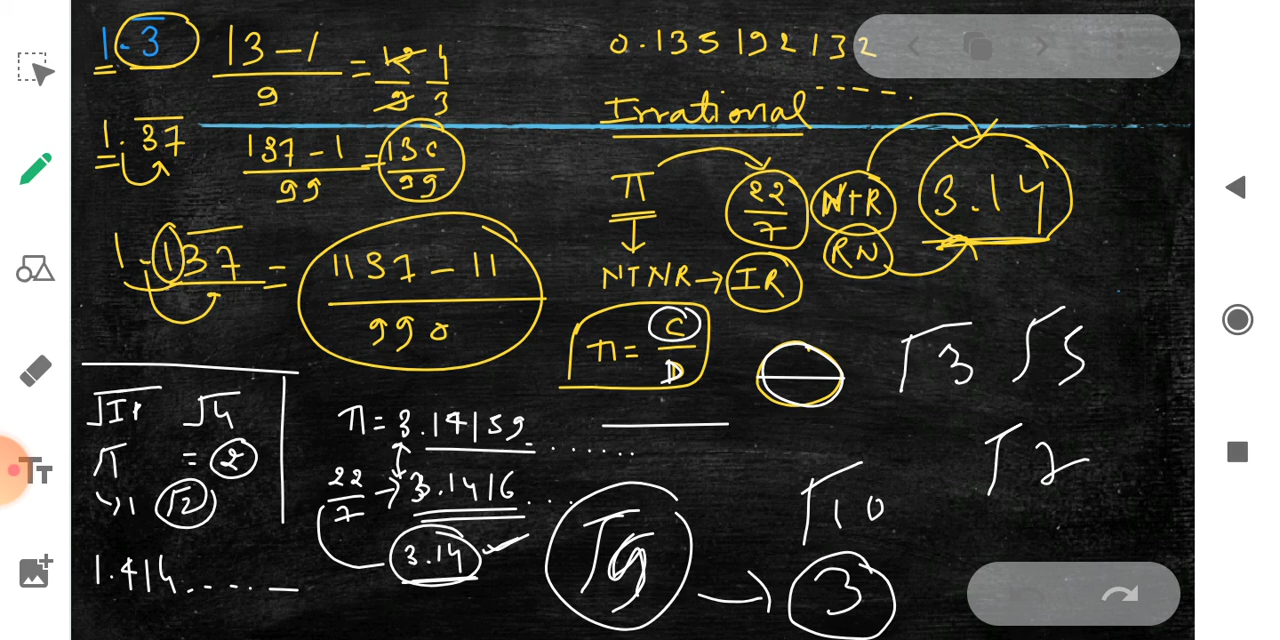 1.3̅ 13-1/9 = 12/9 4/3
1.3̅7̅ 137-1/99 = 136/99
1.13̅7̅ = 1137-11/990
0.135192132
Irrational
π 22/7 NTR 3.14
RN
NTNR → IR
π = C/D
√3 √5
√2
√10
√9 → 3
√4
= 2
→1 √2
1.414......
π = 3.14159......
22/7 → 3.1416...
3.14
Tт